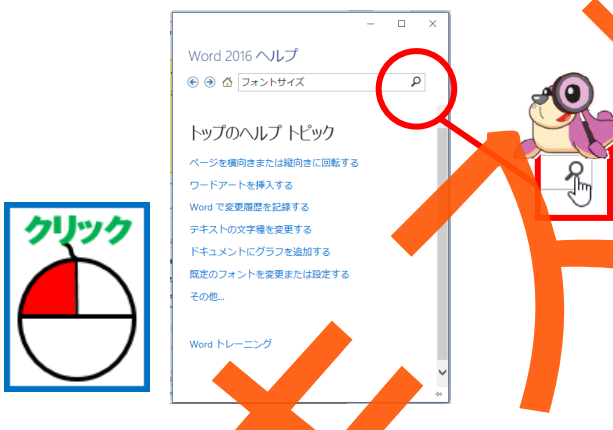 Word 2016 ヘルプ
フォントサイズ
トップのヘルプ トピック
ページを横向きまたは縦向きに回転する
ワードアートを挿入する
Word で変更履歴を記録する
テキストの文字種を変更する
ドキュメントにグラフを追加する
既定のフォントを変更または設定する
その他...
Word トレーニング
クリック